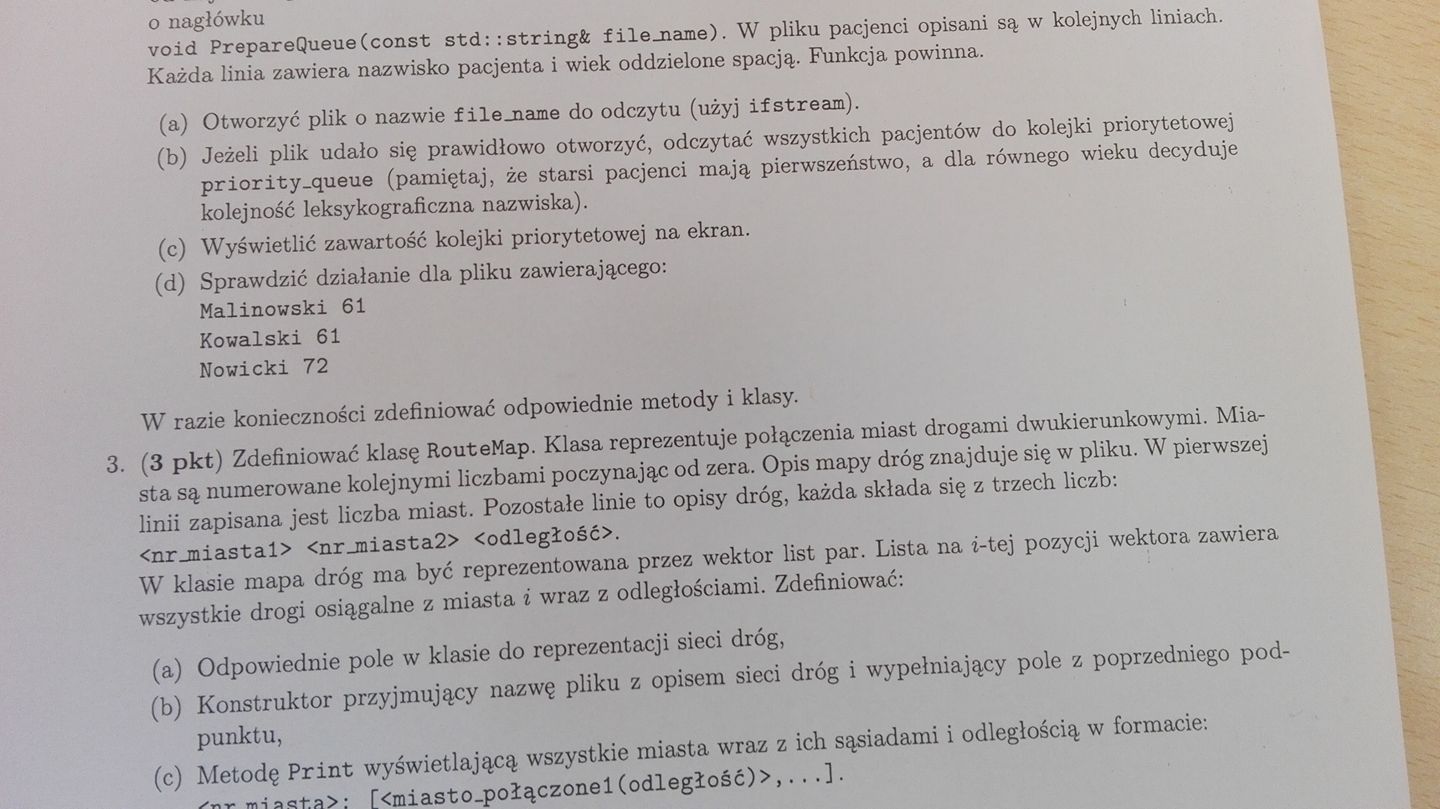 o nagłówku
void PrepareQueue(const std::string& file_name). W pliku pacjenci opisani są w kolejnych liniach.
Każda linia zawiera nazwisko pacjenta i wiek oddzielone spacją. Funkcja powinna.
(a) Otworzyć plik o nazwie file_name do odczytu (użyj ifstream).
(b) Jeżeli plik udało się prawidłowo otworzyć, odczytać wszystkich pacjentów do kolejki priorytetowej
priority_queue (pamiętaj, że starsi pacjenci mają pierwszeństwo, a dla równego wieku decyduje
kolejność leksykograficzna nazwiska).
(c) Wyświetlić zawartość kolejki priorytetowej na ekran.
(d) Sprawdzić działanie dla pliku zawierającego:
Malinowski 61
Kowalski 61
Nowicki 72
W razie konieczności zdefiniować odpowiednie metody i klasy.
3. (3 pkt) Zdefiniować klasę RouteMap. Klasa reprezentuje połączenia miast drogami dwukierunkowymi. Mia-
sta są numerowane kolejnymi liczbami poczynając od zera. Opis mapy dróg znajduje się w pliku. W pierwszej
linii zapisana jest liczba miast. Pozostałe linie to opisy dróg, każda składa się z trzech liczb:
<nr_miasta1> <nr_miasta2> <odległość>.
W klasie mapa dróg ma być reprezentowana przez wektor list par. Lista na i-tej pozycji wektora zawiera
wszystkie drogi osiągalne z miasta i wraz z odległościami. Zdefiniować:
(a) Odpowiednie pole w klasie do reprezentacji sieci dróg,
(b) Konstruktor przyjmujący nazwę pliku z opisem sieci dróg i wypełniający pole z poprzedniego pod-
punktu,
(c) Metodę Print wyświetlającą wszystkie miasta wraz z ich sąsiadami i odległością w formacie:
<nr_miasta>: [<miasto_połączone1(odległość)>,...].